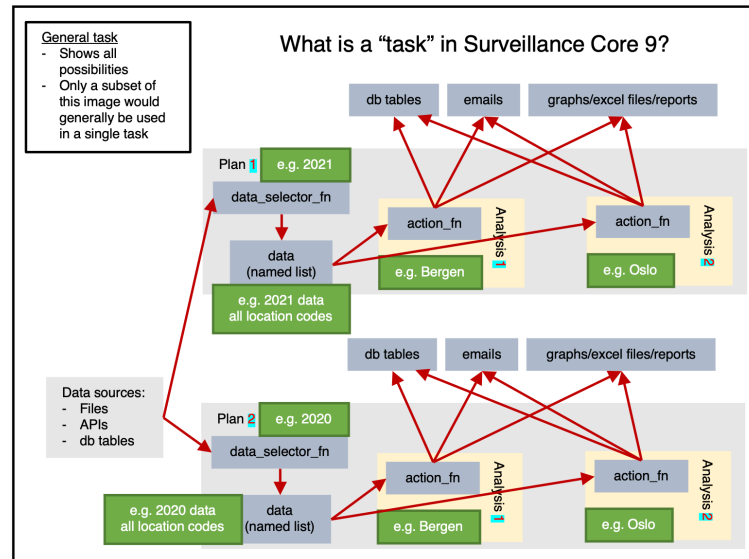 What is a “task” in Surveillance Core 9?
General task
- Shows all
possibilities
- Only a subset of
this image would
generally be used
in a single task
db tables
emails
graphs/excel files/reports
Plan 1
e.g. 2021
data_selector_fn
data
(named list)
e.g. 2021 data
all location codes
action_fn
Analysis 1
e.g. Bergen
action_fn
Analysis 2
e.g. Oslo
Data sources:
- Files
- APIs
- db tables
db tables
emails
graphs/excel files/reports
Plan 2
e.g. 2020
data_selector_fn
e.g. 2020 data
all location codes
data
(named list)
action_fn
Analysis 1
e.g. Bergen
action_fn
Analysis 2
e.g. Oslo